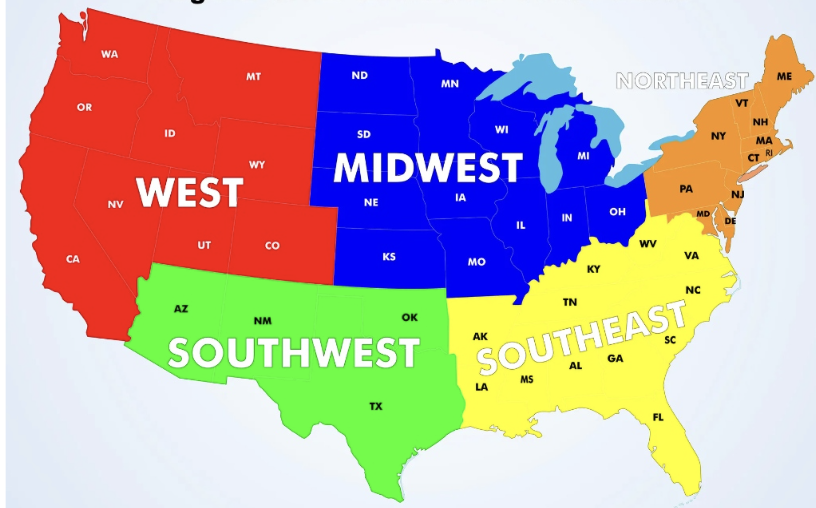 WA
MT
ND
MN
ME
NORTHEAST
OR
VT
ID
SD
WI
NH
NY
MA
MI
CT
RI
WY
MIDWEST
WEST
PA
NJ
NV
NE
IA
OH
IN
IL
MD
DE
UT
CO
WV
CA
KS
MO
VA
KY
NC
AZ
NM
OK
TN
SOUTHEAST
AK
SC
SOUTHWEST
GA
AL
LA
MS
TX
FL